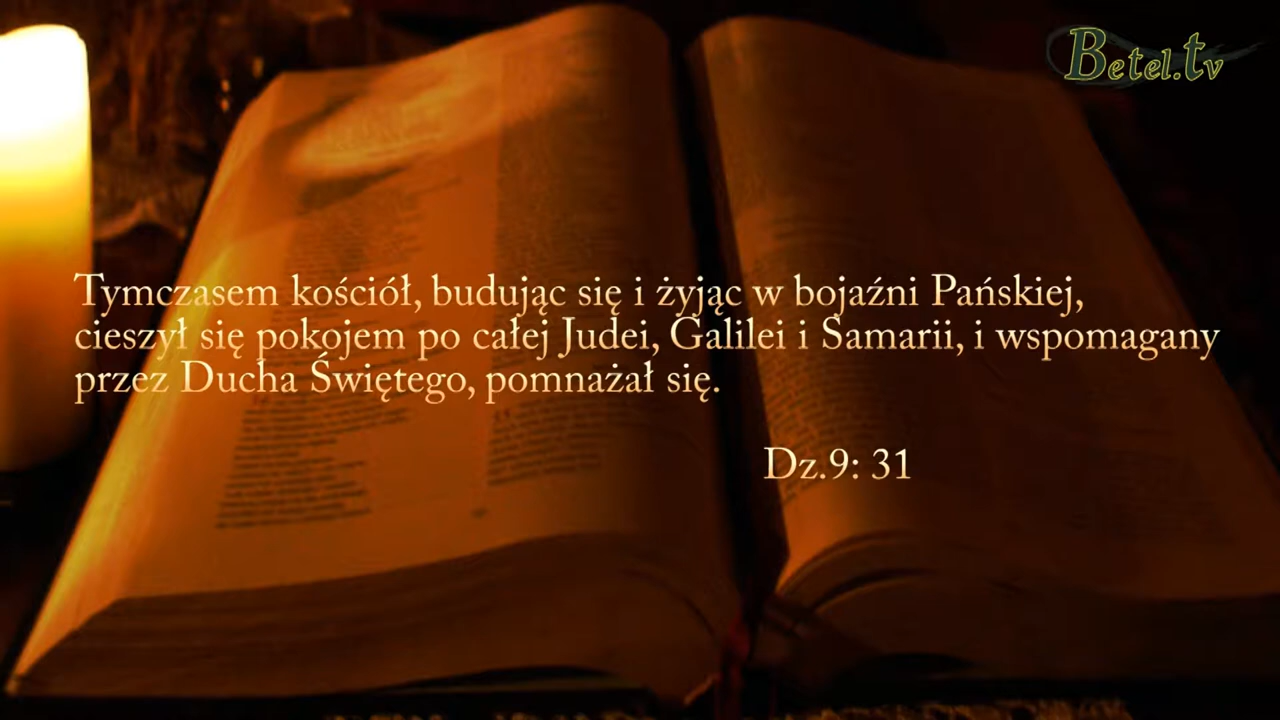 Betel.tv
Tymczasem kościół, budując się i żyjąc w bojaźni Pańskiej,
cieszył się pokojem po całej Judei, Galilei i Samarii, i wspomagany
przez Ducha Świętego, pomnażał się.
Dz.9: 31